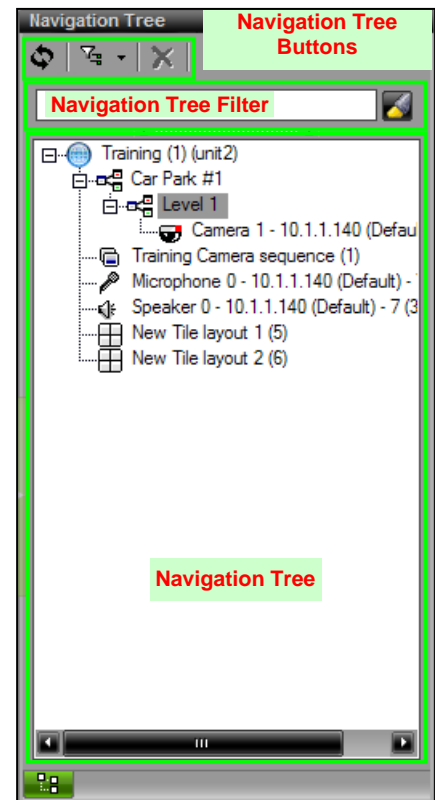 Navigation Tree
Navigation Tree
Buttons
Navigation Tree Filter
Training (1) (unit2)
Car Park #1
Level 1
Camera 1 - 10.1.1.140 (Defau
Training Camera sequence (1)
Microphone 0 - 10.1.1.140 (Default) -
Speaker 0 - 10.1.1.140 (Default) - 7 (3
New Tile layout 1 (5)
New Tile layout 2 (6)
Navigation Tree